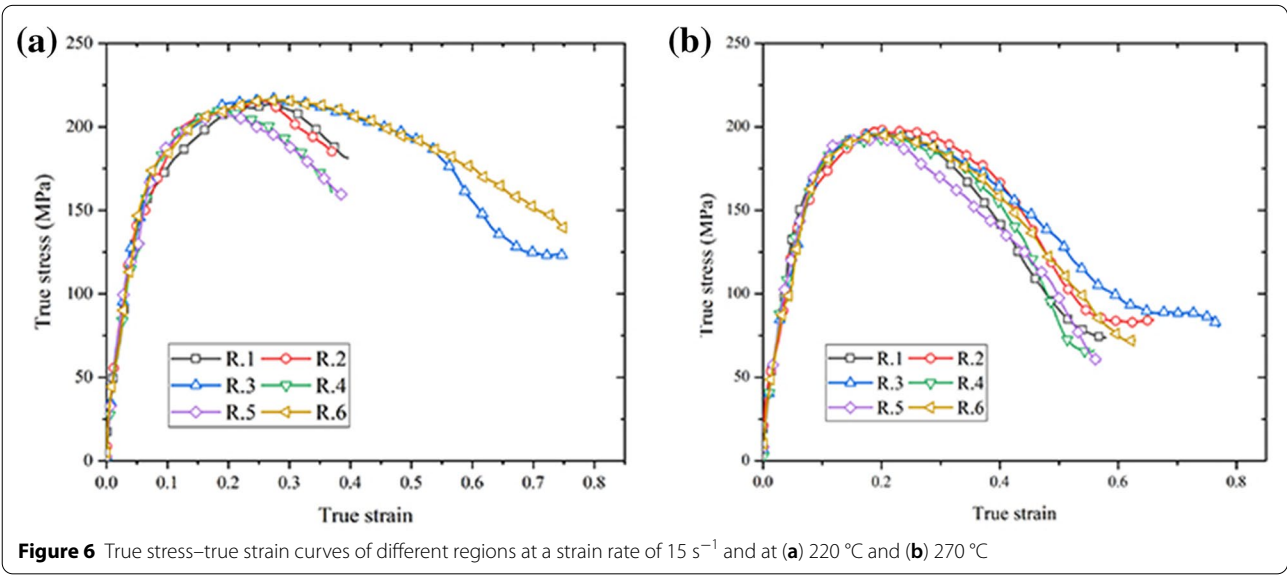 (a)
250
200
150
100
50
0
True stress (MPa)
R.1 R.2
R.3 R.4
R.5 R.6
0.0 0.1 0.2 0.3 0.4 0.5 0.6 0.7 0.8
True strain
(b)
250
200
150
100
50
0
True stress (MPa)
R.1 R.2
R.3 R.4
R.5 R.6
0.0 0.2 0.4 0.6 0.8
True strain
Figure 6 True stress–true strain curves of different regions at a strain rate of 15 s⁻¹ and at (a) 220 °C and (b) 270 °C